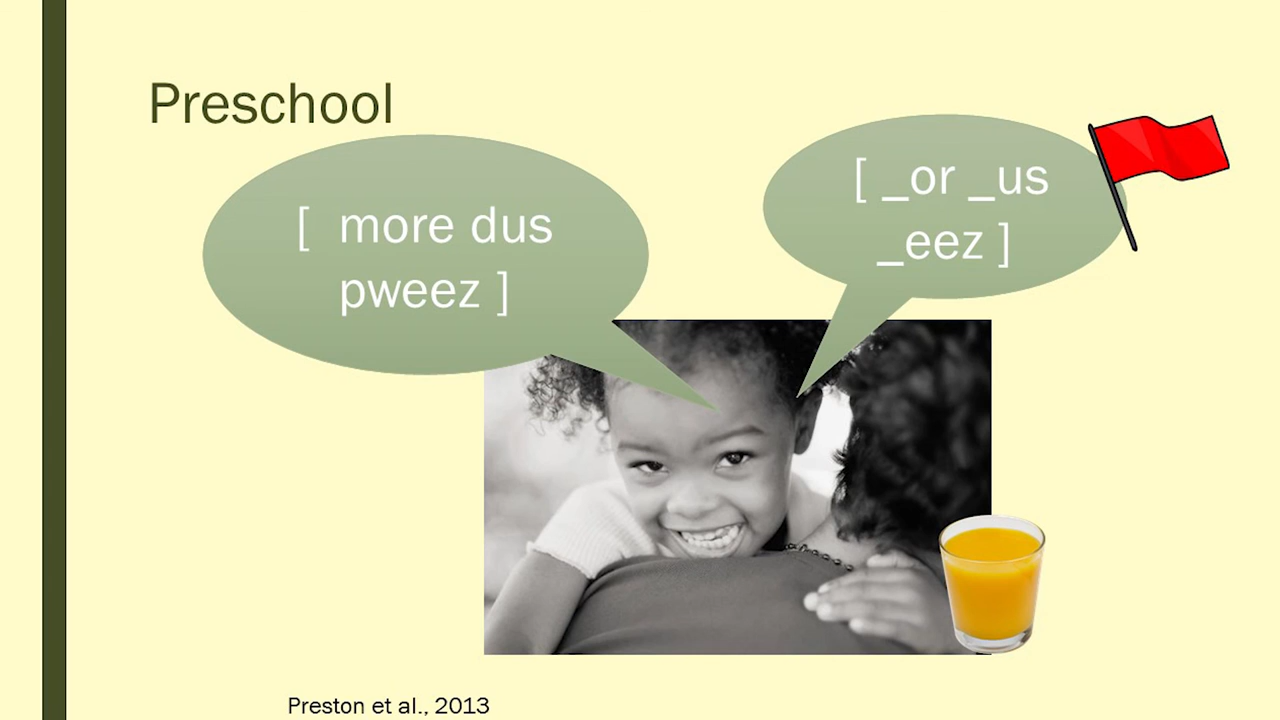 Preschool
[ more dus
pweez ]
[ _or _us
_eez ]
Preston et al., 2013